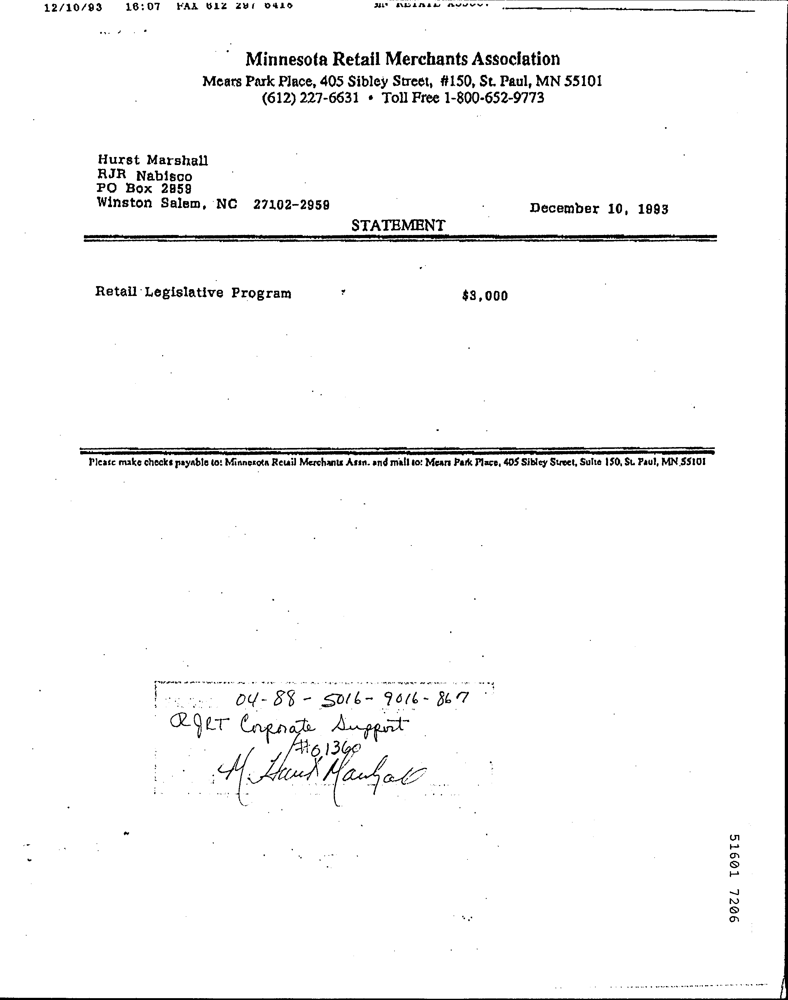 12/10/93 16:07 FAX 612 297 6416 MN RETAIL ASSOC.
Minnesota Retail Merchants Association
Mears Park Place, 405 Sibley Street, #150, St. Paul, MN 55101
(612) 227-6631 • Toll Free 1-800-652-9773
Hurst Marshall
RJR Nabisco
PO Box 2959
Winston Salem, NC 27102-2959
December 10, 1993
STATEMENT
Retail Legislative Program $3,000
Please make checks payable to: Minnesota Retail Merchants Assn. and mail to: Mears Park Place, 405 Sibley Street, Suite 150, St. Paul, MN 55101
04-88-5016-9016-867
RJRT Corporate Support
#61360
51601 7206